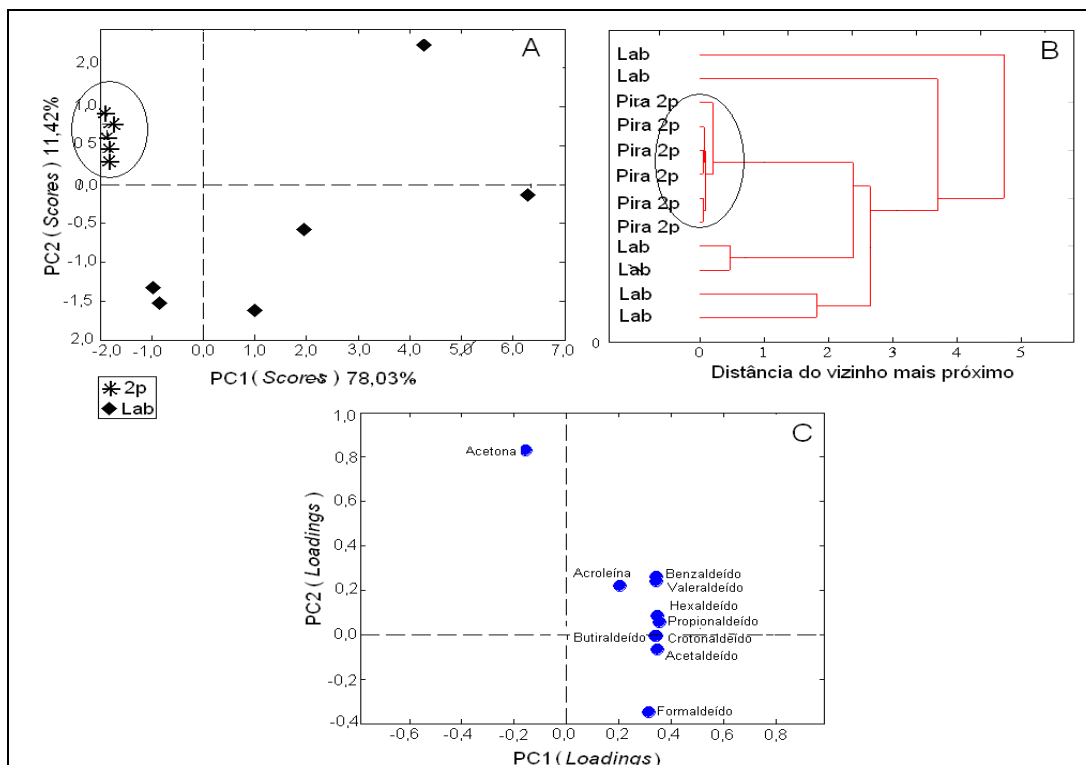 A
2,0
1,0
0,5
0,0
-0,5
-1,0
-1,5
2,0
-2,0 -1,0 0,0 1,0 2,0 3,0 4,0 5,0 6,0 7,0
PC2 (Scores) 11,42%
PC1 (Scores) 78,03%
2p
Lab
B
Lab
Lab
Pira 2p
Pira 2p
Pira 2p
Pira 2p
Pira 2p
Pira 2p
Lab
Lab
Lab
Lab
0
0 1 2 3 4 5
Distância do vizinho mais próximo
C
1,0
0,8
0,6
0,4
0,2
0,0
-0,2
-0,4
PC2 (Loadings)
Acetona
Acroleína
Benzaldeído
Valeraldeído
Hexaldeído
Propionaldeído
Butiraldeído
Crotonaldeído
Acetaldeído
Formaldeído
-0,6 -0,4 -0,2 0,0 0,2 0,4 0,6 0,8
PC1 (Loadings)